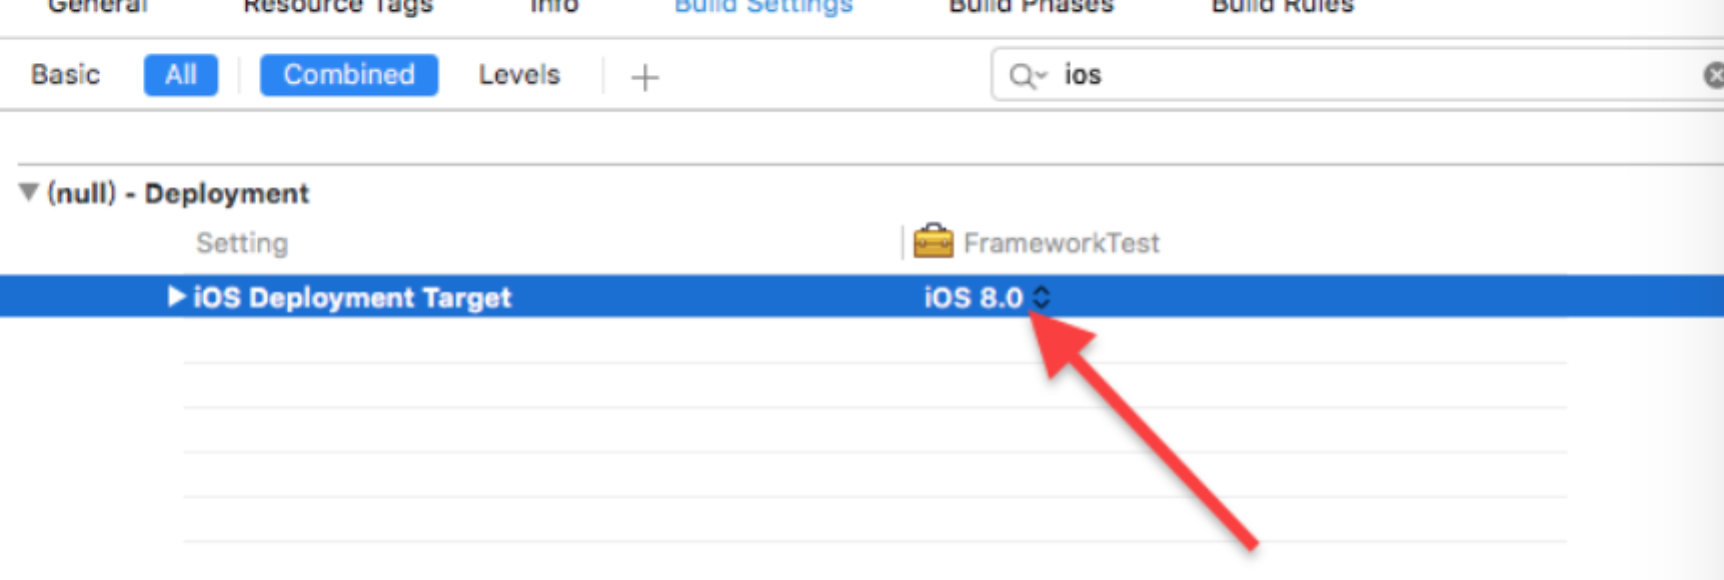 General Resource Tags Info Build Settings Build Phases Build Rules
Basic All Combined Levels + ios
(null) - Deployment
Setting FrameworkTest
iOS Deployment Target iOS 8.0